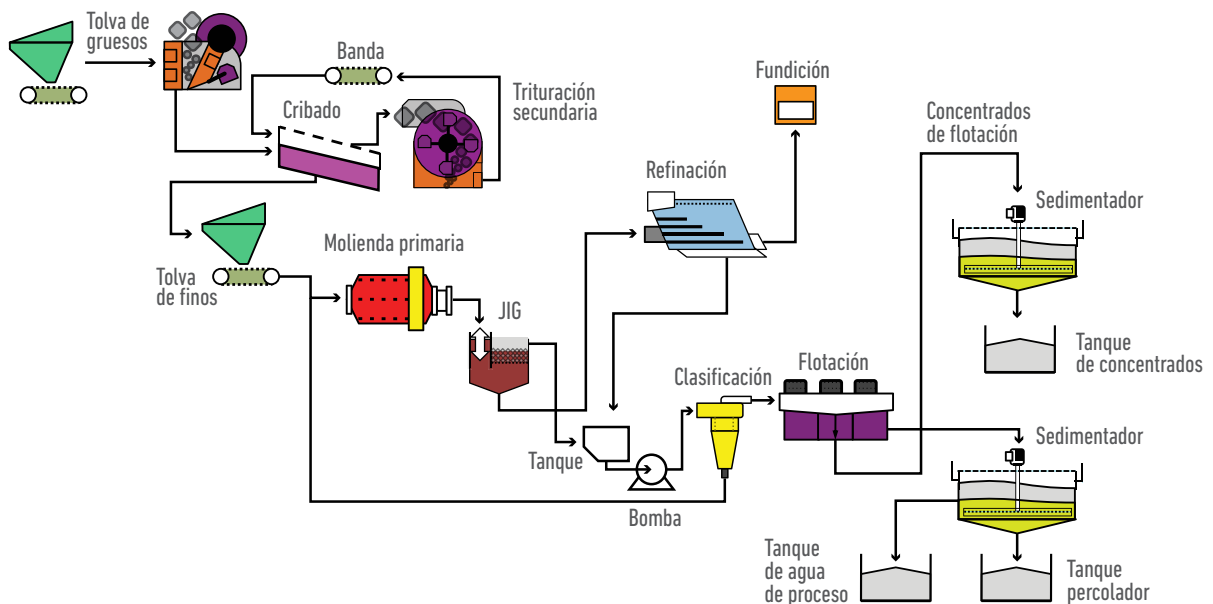 Tolva de
gruesos
Banda
Cribado
Trituración
secundaria
Fundición
Concentrados
de flotación
Refinación
Sedimentador
Tolva
de finos
Molienda primaria
JIG
Tanque
de concentrados
Clasificación
Flotación
Tanque
Bomba
Sedimentador
Tanque
de agua
de proceso
Tanque
percolador